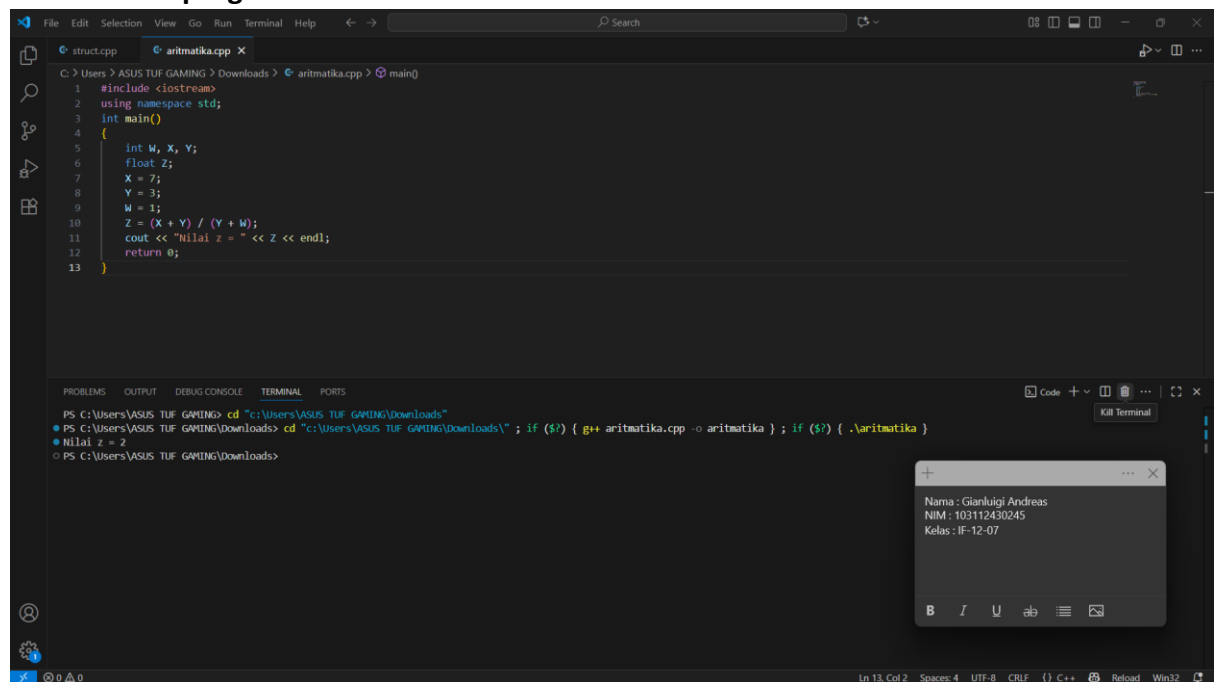 File Edit Selection View Go Run Terminal Help
Search
struct.cpp aritmatika.cpp
C: > Users > ASUS TUF GAMING > Downloads > aritmatika.cpp > main()
1 #include <iostream>
2 using namespace std;
3 int main()
4 {
5 int W, X, Y;
6 float Z;
7 X = 7;
8 Y = 3;
9 W = 1;
10 Z = (X + Y) / (Y + W);
11 cout << "Nilai z = " << Z << endl;
12 return 0;
13 }
PROBLEMS OUTPUT DEBUG CONSOLE TERMINAL PORTS
Code
Kill Terminal
PS C:\Users\ASUS TUF GAMING> cd "c:\Users\ASUS TUF GAMING\Downloads"
PS C:\Users\ASUS TUF GAMING\Downloads> cd "c:\Users\ASUS TUF GAMING\Downloads\" ; if ($?) { g++ aritmatika.cpp -o aritmatika } ; if ($?) { .\aritmatika }
Nilai z = 2
PS C:\Users\ASUS TUF GAMING\Downloads>
Nama : Gianluigi Andreas
NIM : 103112430245
Kelas : IF-12-07
B I U ab
1
0 0 Ln 13, Col 2 Spaces: 4 UTF-8 CRLF {} C++ Reload Win32